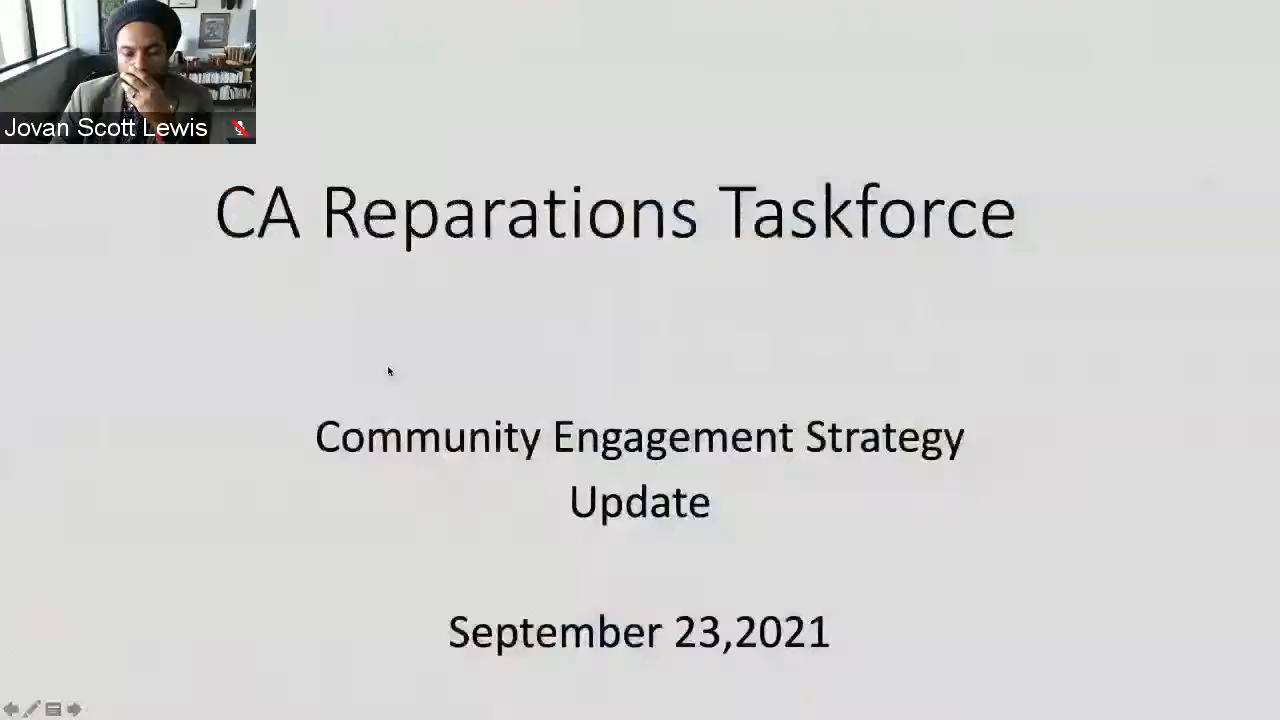 Jovan Scott Lewis
CA Reparations Taskforce
Community Engagement Strategy
Update
September 23,2021